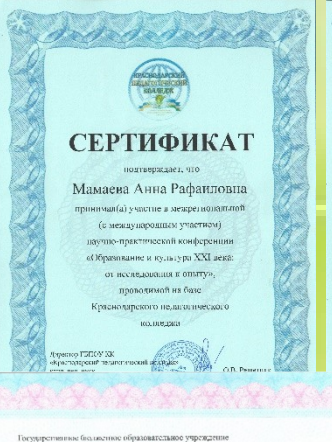 КРАСНОДАРСКИЙ
ПЕДАГОГИЧЕСКИЙ
КОЛЛЕДЖ
СЕРТИФИКАТ
подтверждает, что
Мамаева Анна Рафаиловна
принимал(а) участие в межрегиональной
(с международным участием)
научно-практической конференции
«Образование и культура XXI века:
от исследования к опыту»,
проводимой на базе
Краснодарского педагогического
колледжа
Директор ГБПОУ КК
«Краснодарский педагогический колледж»
Государственное бюджетное образовательное учреждение